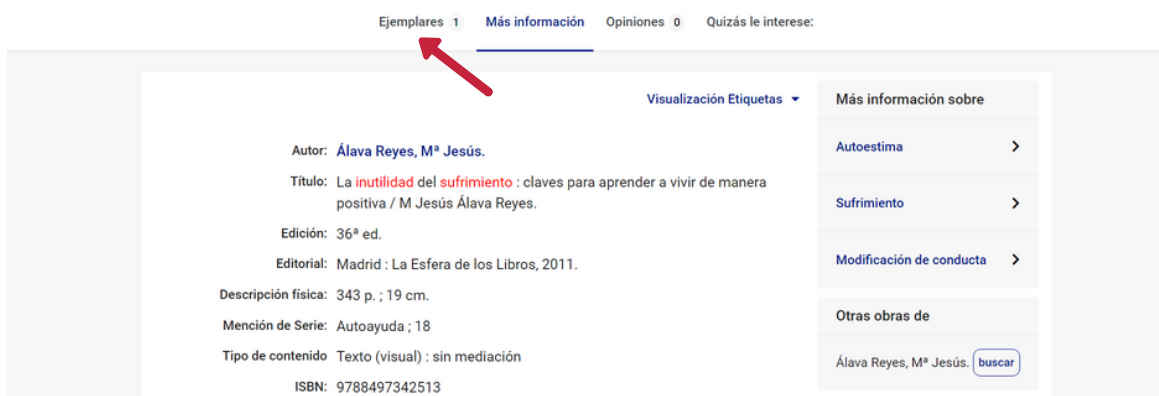 Ejemplares 1 Más información Opiniones 0 Quizás le interese:
Visualización Etiquetas
Autor: Álava Reyes, Mª Jesús.
Título: La inutilidad del sufrimiento : claves para aprender a vivir de manera
positiva / M Jesús Álava Reyes.
Edición: 36ª ed.
Editorial: Madrid : La Esfera de los Libros, 2011.
Descripción física: 343 p. ; 19 cm.
Mención de Serie: Autoayuda ; 18
Tipo de contenido Texto (visual) : sin mediación
ISBN: 9788497342513
Más información sobre
Autoestima
Sufrimiento
Modificación de conducta
Otras obras de
Álava Reyes, Mª Jesús. buscar